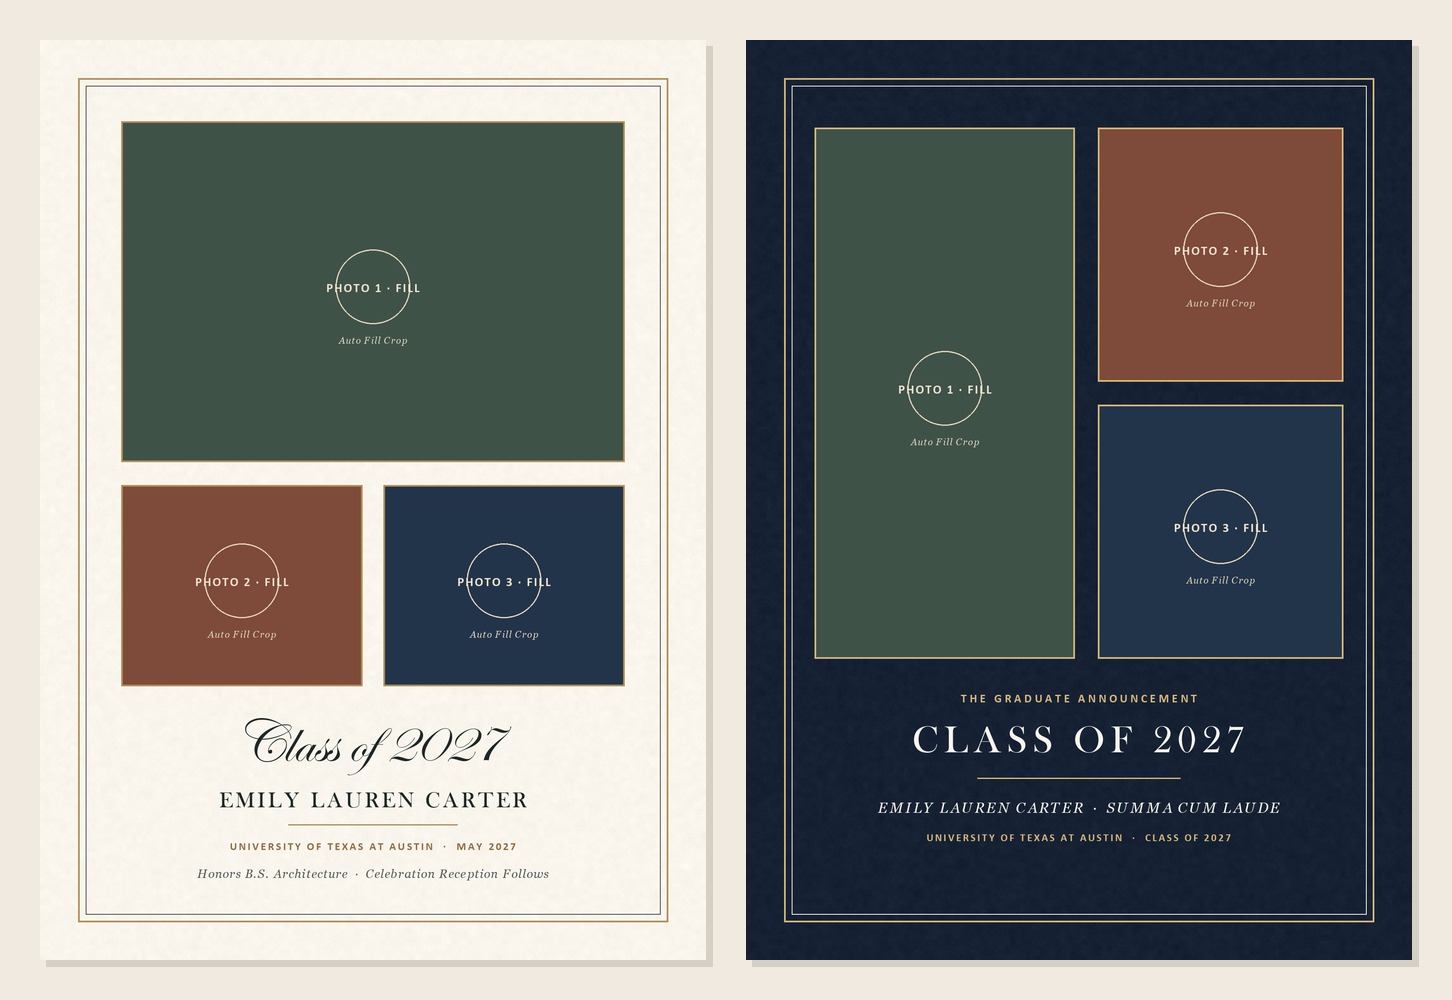 PHOTO 1 · FILL
Auto Fill Crop
PHOTO 2 · FILL
Auto Fill Crop
PHOTO 3 · FILL
Auto Fill Crop
Class of 2027
EMILY LAUREN CARTER
UNIVERSITY OF TEXAS AT AUSTIN · MAY 2027
Honors B.S. Architecture · Celebration Reception Follows
PHOTO 1 · FILL
Auto Fill Crop
PHOTO 2 · FILL
Auto Fill Crop
PHOTO 3 · FILL
Auto Fill Crop
THE GRADUATE ANNOUNCEMENT
CLASS OF 2027
EMILY LAUREN CARTER · SUMMA CUM LAUDE
UNIVERSITY OF TEXAS AT AUSTIN · CLASS OF 2027